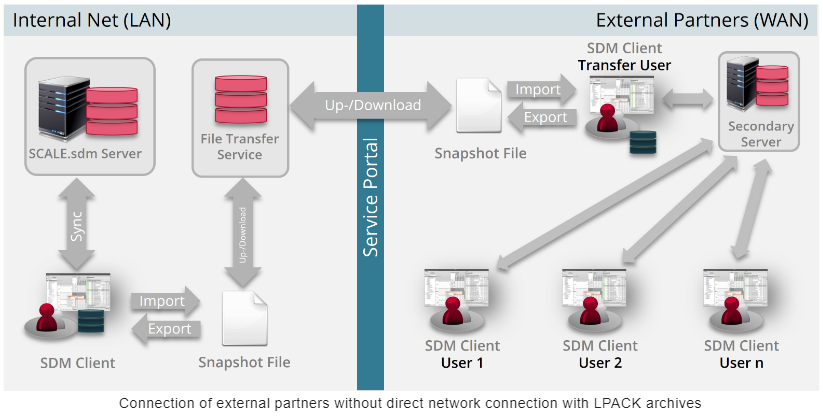 Internal Net (LAN)
External Partners (WAN)
SCALE.sdm Server
File Transfer
Service
Up-/Download
Service Portal
Snapshot File
Import
Export
SDM Client
Transfer User
Secondary
Server
Sync
Up-/Download
SDM Client
Import
Export
Snapshot File
SDM Client
User 1
SDM Client
User 2
SDM Client
User n
Connection of external partners without direct network connection with LPACK archives